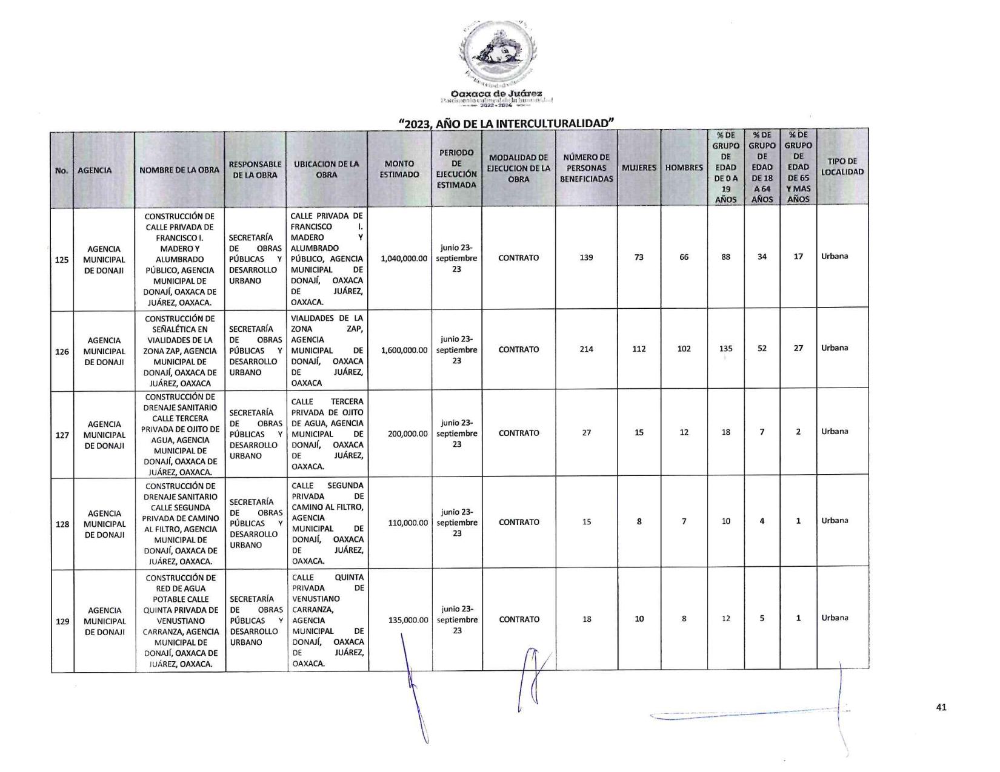 Oaxaca de Juárez
Patrimonio cultural de la humanidad
2022 - 2024
“2023, AÑO DE LA INTERCULTURALIDAD”
No.
AGENCIA
NOMBRE DE LA OBRA
RESPONSABLE
DE LA OBRA
UBICACION DE LA
OBRA
MONTO
ESTIMADO
PERIODO
DE
EJECUCIÓN
ESTIMADA
MODALIDAD DE
EJECUCION DE LA
OBRA
NÚMERO DE
PERSONAS
BENEFICIADAS
MUJERES
HOMBRES
% DE
GRUPO
DE
EDAD
DE 0 A
19
AÑOS
% DE
GRUPO
DE
EDAD
DE 18
A 64
AÑOS
% DE
GRUPO
DE
EDAD
DE 65
Y MAS
AÑOS
TIPO DE
LOCALIDAD
125
AGENCIA
MUNICIPAL
DE DONAJI
CONSTRUCCIÓN DE
CALLE PRIVADA DE
FRANCISCO I.
MADERO Y
ALUMBRADO
PÚBLICO, AGENCIA
MUNICIPAL DE
DONAJÍ, OAXACA DE
JUÁREZ, OAXACA.
SECRETARÍA
DE OBRAS
PÚBLICAS Y
DESARROLLO
URBANO
CALLE PRIVADA DE
FRANCISCO I.
MADERO Y
ALUMBRADO
PÚBLICO, AGENCIA
MUNICIPAL DE
DONAJÍ, OAXACA
DE JUÁREZ,
OAXACA.
1,040,000.00
junio 23-
septiembre
23
CONTRATO
139
73
66
88
34
17
Urbana
126
AGENCIA
MUNICIPAL
DE DONAJI
CONSTRUCCIÓN DE
SEÑALÉTICA EN
VIALIDADES DE LA
ZONA ZAP, AGENCIA
MUNICIPAL DE
DONAJÍ, OAXACA DE
JUÁREZ, OAXACA
SECRETARÍA
DE OBRAS
PÚBLICAS Y
DESARROLLO
URBANO
VIALIDADES DE LA
ZONA ZAP,
AGENCIA
MUNICIPAL DE
DONAJÍ, OAXACA
DE JUÁREZ,
OAXACA
1,600,000.00
junio 23-
septiembre
23
CONTRATO
214
112
102
135
52
27
Urbana
127
AGENCIA
MUNICIPAL
DE DONAJI
CONSTRUCCIÓN DE
DRENAJE SANITARIO
CALLE TERCERA
PRIVADA DE OJITO DE
AGUA, AGENCIA
MUNICIPAL DE
DONAJÍ, OAXACA DE
JUÁREZ, OAXACA.
SECRETARÍA
DE OBRAS
PÚBLICAS Y
DESARROLLO
URBANO
CALLE TERCERA
PRIVADA DE OJITO
DE AGUA, AGENCIA
MUNICIPAL DE
DONAJÍ, OAXACA
DE JUÁREZ,
OAXACA.
200,000.00
junio 23-
septiembre
23
CONTRATO
27
15
12
18
7
2
Urbana
128
AGENCIA
MUNICIPAL
DE DONAJI
CONSTRUCCIÓN DE
DRENAJE SANITARIO
CALLE SEGUNDA
PRIVADA DE CAMINO
AL FILTRO, AGENCIA
MUNICIPAL DE
DONAJÍ, OAXACA DE
JUÁREZ, OAXACA.
SECRETARÍA
DE OBRAS
PÚBLICAS Y
DESARROLLO
URBANO
CALLE SEGUNDA
PRIVADA DE
CAMINO AL FILTRO,
AGENCIA
MUNICIPAL DE
DONAJÍ, OAXACA
DE JUÁREZ,
OAXACA.
110,000.00
junio 23-
septiembre
23
CONTRATO
15
8
7
10
4
1
Urbana
129
AGENCIA
MUNICIPAL
DE DONAJI
CONSTRUCCIÓN DE
RED DE AGUA
POTABLE CALLE
QUINTA PRIVADA DE
VENUSTIANO
CARRANZA, AGENCIA
MUNICIPAL DE
DONAJÍ, OAXACA DE
JUÁREZ, OAXACA.
SECRETARÍA
DE OBRAS
PÚBLICAS Y
DESARROLLO
URBANO
CALLE QUINTA
PRIVADA DE
VENUSTIANO
CARRANZA,
AGENCIA
MUNICIPAL DE
DONAJÍ, OAXACA
DE JUÁREZ,
OAXACA.
135,000.00
junio 23-
septiembre
23
CONTRATO
18
10
8
12
5
1
Urbana
41